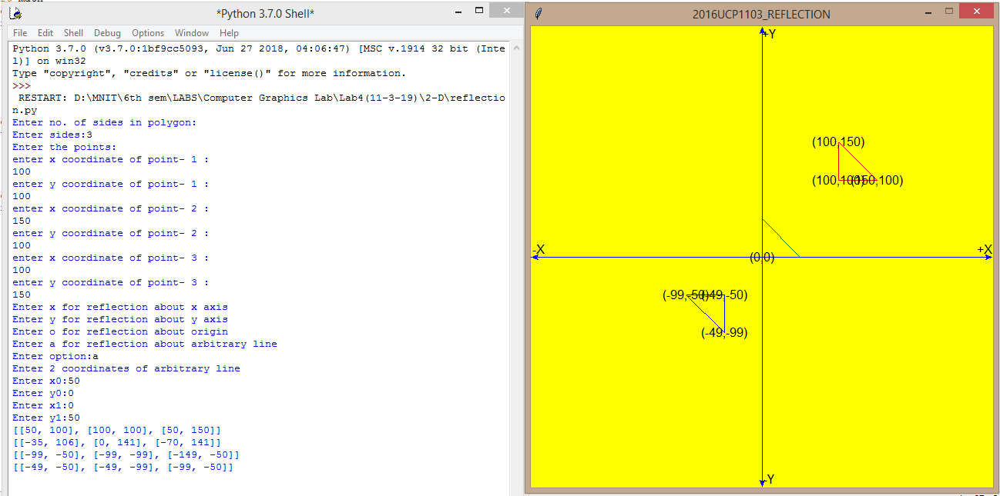 *Python 3.7.0 Shell*
File Edit Shell Debug Options Window Help
Python 3.7.0 (v3.7.0:1bf9cc5093, Jun 27 2018, 04:06:47) [MSC v.1914 32 bit (Inte
l)] on win32
Type "copyright", "credits" or "license()" for more information.
>>>
RESTART: D:\MNIT\6th sem\LABS\Computer Graphics Lab\Lab4(11-3-19)\2-D\reflectio
n.py
Enter no. of sides in polygon:
Enter sides:3
Enter the points:
enter x coordinate of point- 1 :
100
enter y coordinate of point- 1 :
100
enter x coordinate of point- 2 :
150
enter y coordinate of point- 2 :
100
enter x coordinate of point- 3 :
100
enter y coordinate of point- 3 :
150
Enter x for reflection about x axis
Enter y for reflection about y axis
Enter o for reflection about origin
Enter a for reflection about arbitrary line
Enter option:a
Enter 2 coordinates of arbitrary line
Enter x0:50
Enter y0:0
Enter x1:0
Enter y1:50
[[50, 100], [100, 100], [50, 150]]
[[-35, 106], [0, 141], [-70, 141]]
[[-99, -50], [-99, -99], [-149, -50]]
[[-49, -50], [-49, -99], [-99, -50]]
2016UCP1103_REFLECTION
+Y
(100,150)
(100,100) (150,100)
-X +X
(0,0)
(-99,-50) (-49,-50)
(-49,-99)
-Y